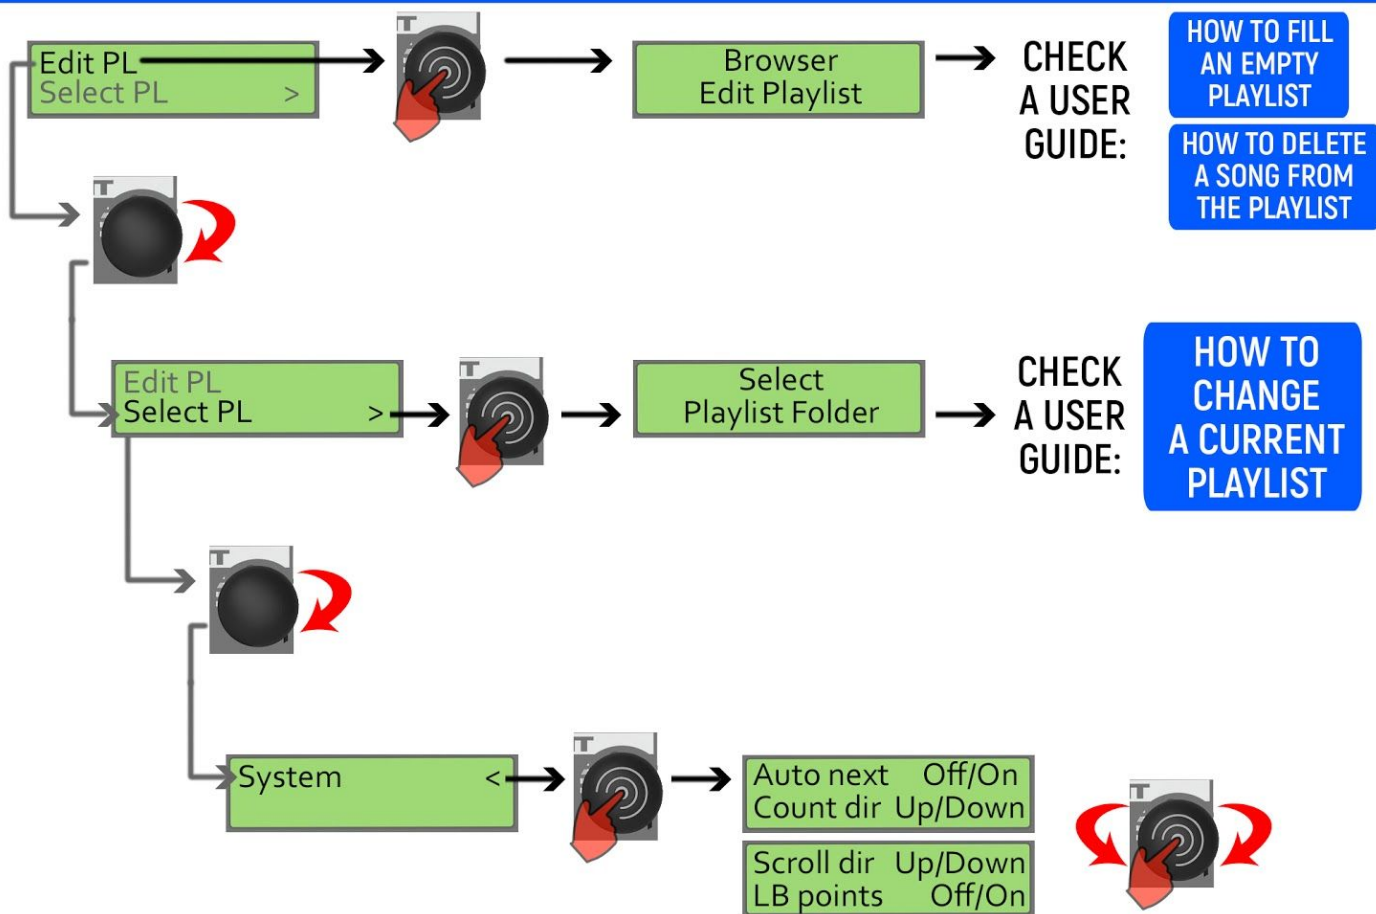 Edit PL
Select PL >
Browser
Edit Playlist
CHECK
A USER
GUIDE:
HOW TO FILL
AN EMPTY
PLAYLIST
HOW TO DELETE
A SONG FROM
THE PLAYLIST
Edit PL
Select PL >
Select
Playlist Folder
CHECK
A USER
GUIDE:
HOW TO
CHANGE
A CURRENT
PLAYLIST
System <
Auto next Off/On
Count dir Up/Down
Scroll dir Up/Down
LB points Off/On